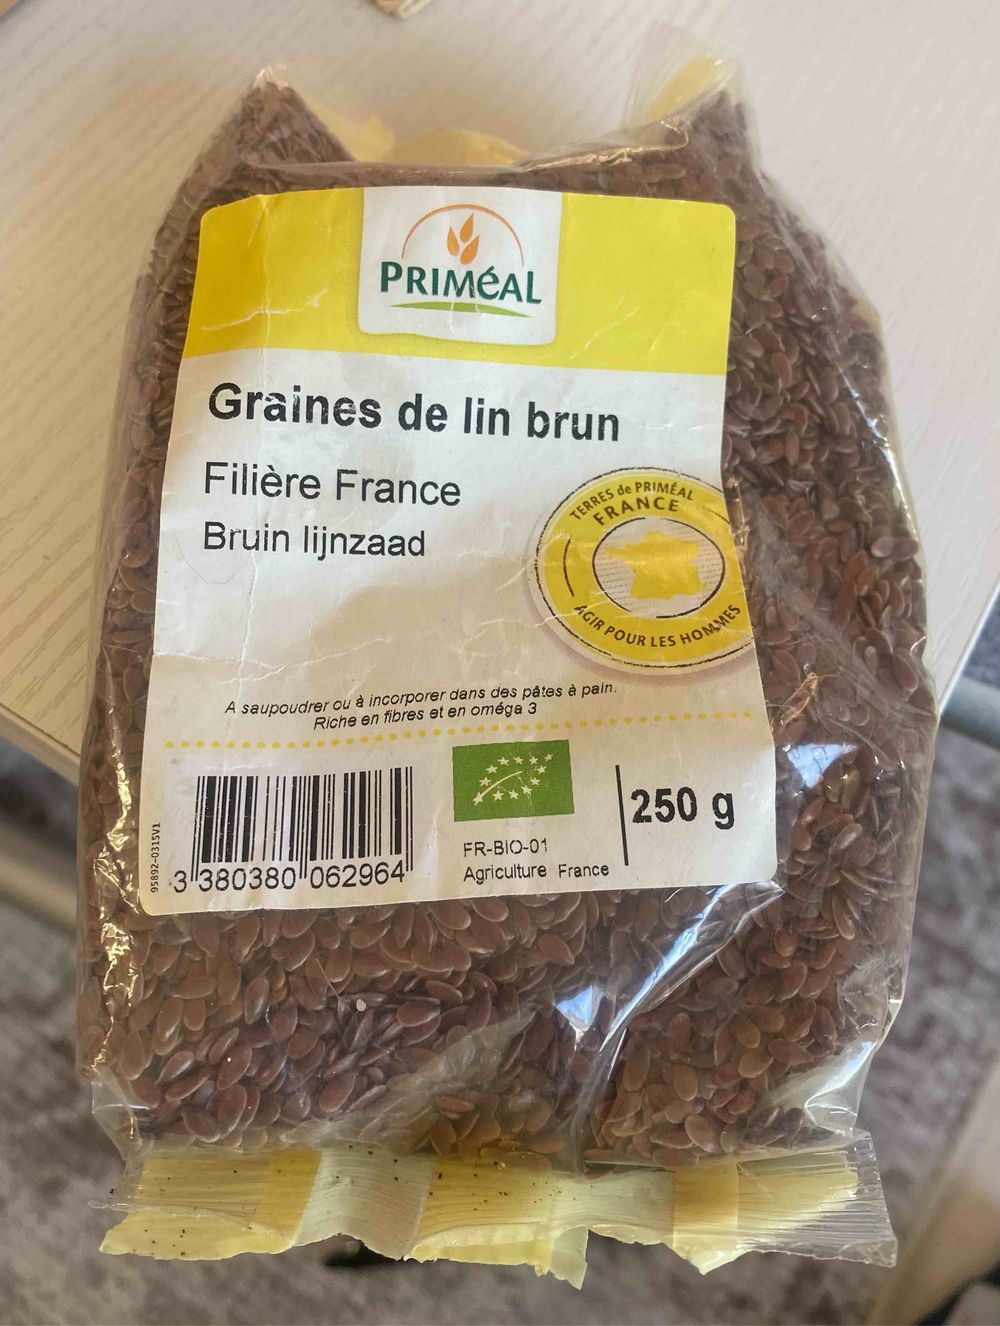 PRIMéAL
Graines de lin brun
Filière France
Bruin lijnzaad
TERRES de PRIMÉAL
FRANCE
AGIR POUR LES HOMMES
A saupoudrer ou à incorporer dans des pâtes à pain.
Riche en fibres et en oméga 3
95892-0315V1
3 380380 062964
FR-BIO-01
Agriculture France
250 g